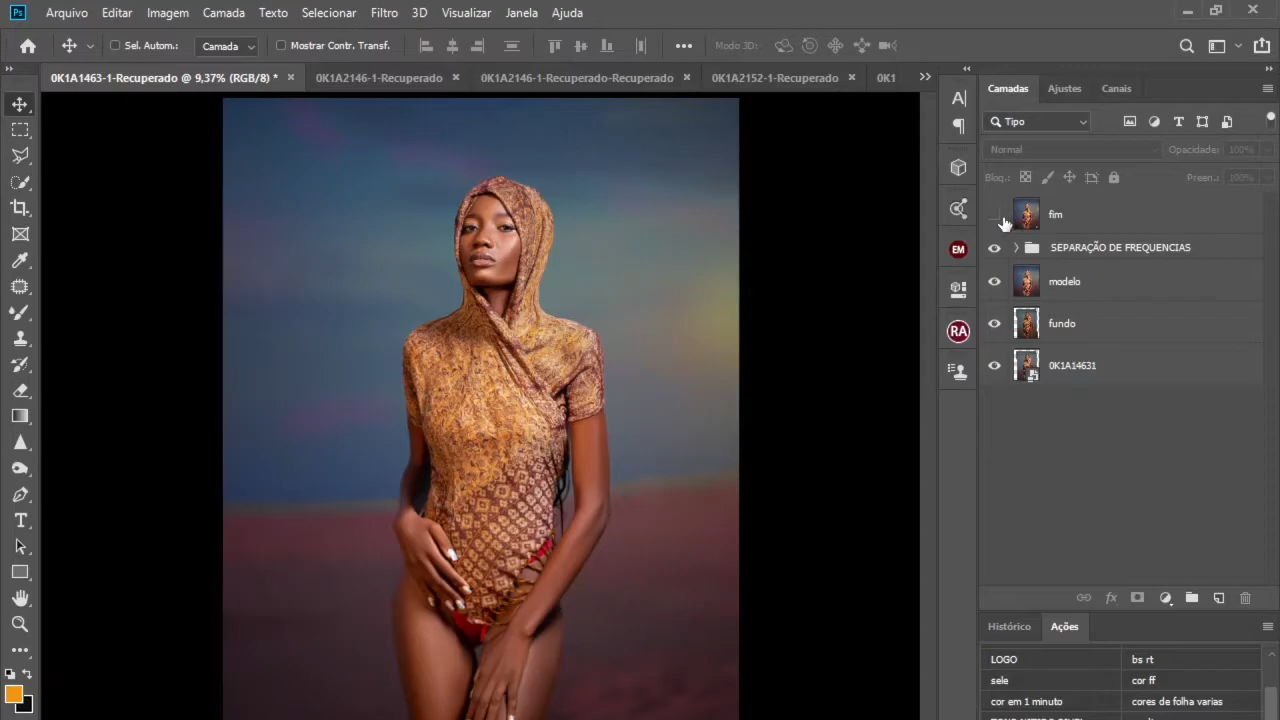 Ps Arquivo Editar Imagem Camada Texto Selecionar Filtro 3D Visualizar Janela Ajuda
Sel. Autom.: Camada Mostrar Contr. Transf. Modo 3D:
0K1A1463-1-Recuperado @ 9,37% (RGB/8) * 0K1A2146-1-Recuperado 0K1A2146-1-Recuperado-Recuperado 0K1A2152-1-Recuperado 0K1
Camadas Ajustes Canais
Tipo
Normal Opacidade: 100%
Bloq.: Preen.: 100%
fim
SEPARAÇÃO DE FREQUENCIAS
EM
modelo
fundo
RA
0K1A14631
fx
Histórico Ações
LOGO bs rt
sele cor ff
cor em 1 minuto cores de folha varias